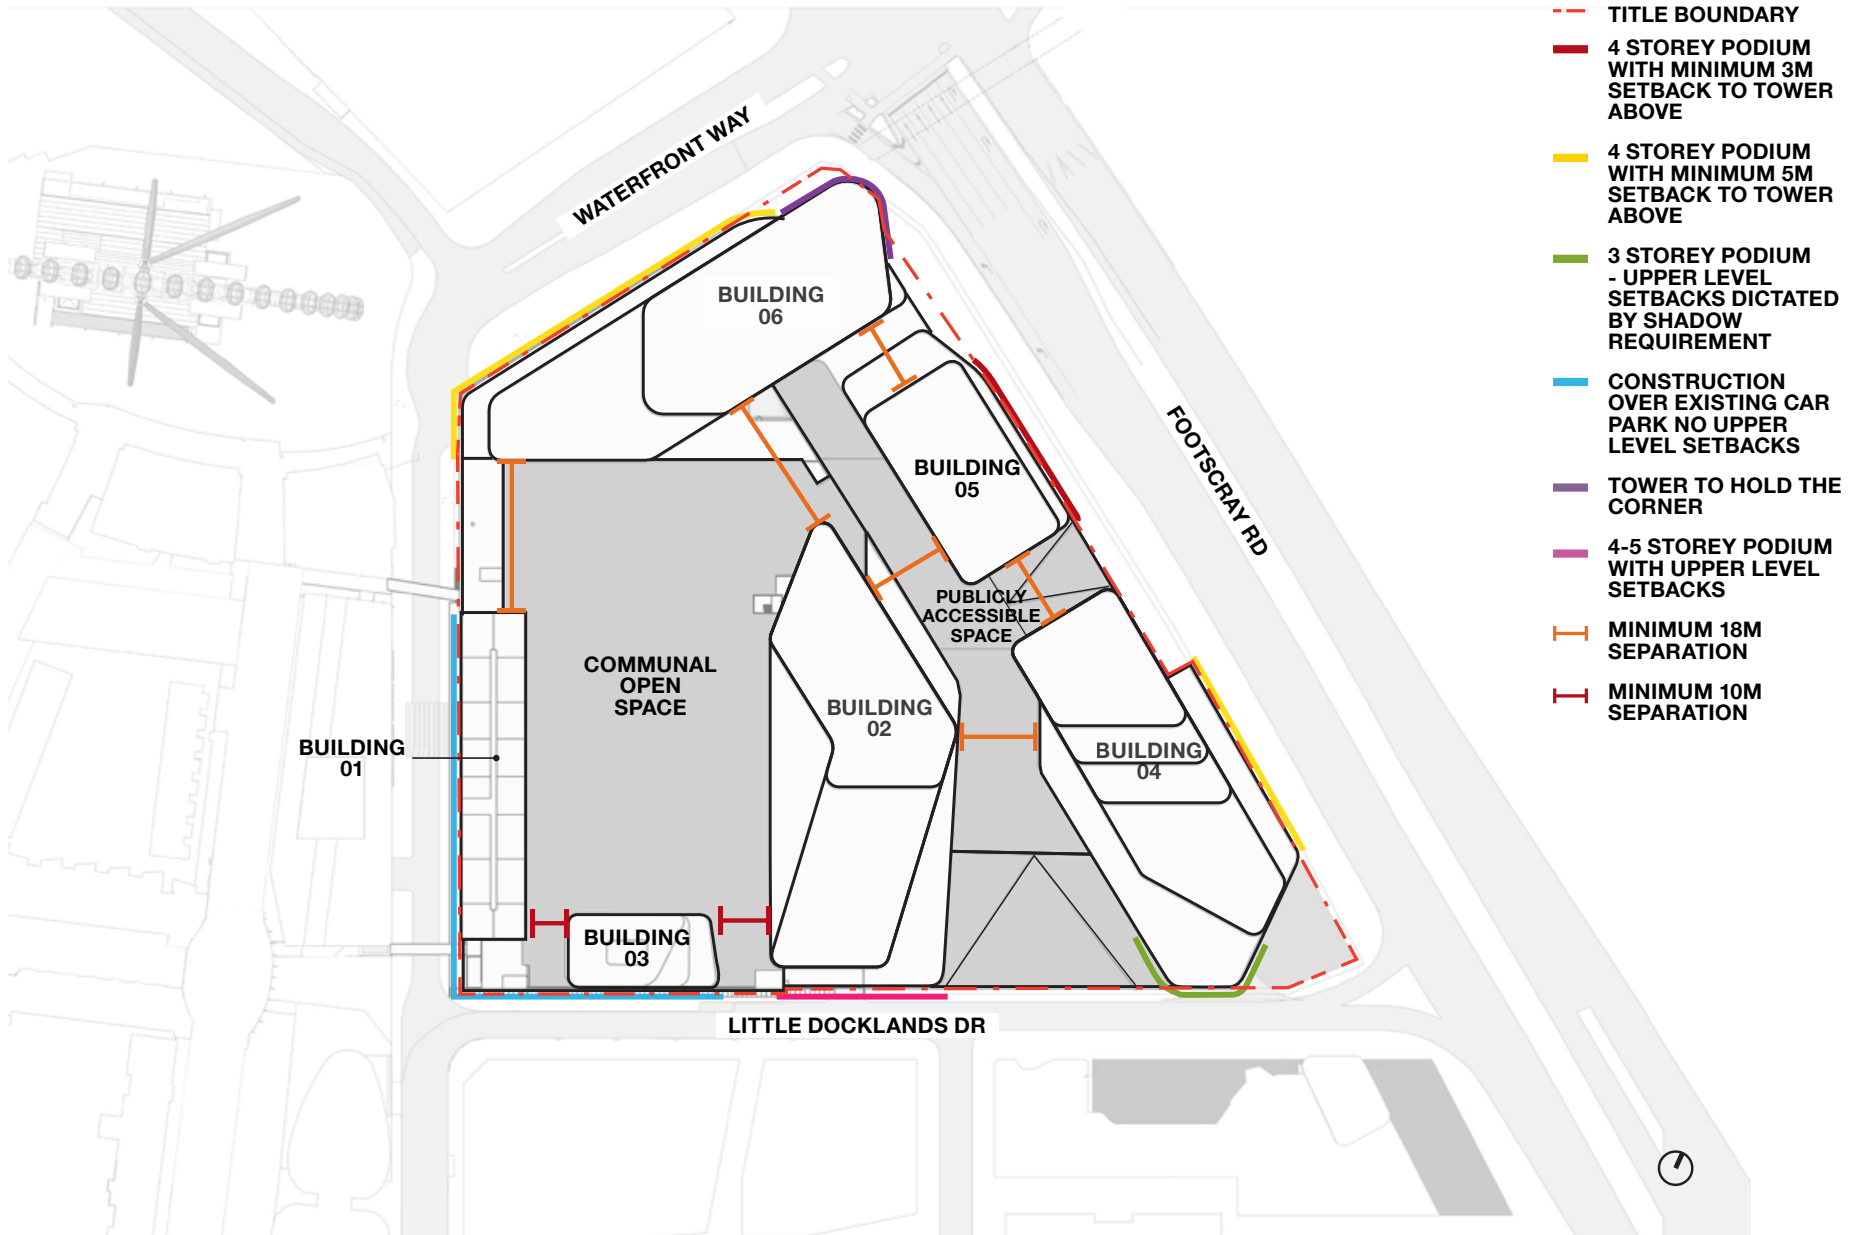 TITLE BOUNDARY
4 STOREY PODIUM
WITH MINIMUM 3M
SETBACK TO TOWER
ABOVE
4 STOREY PODIUM
WITH MINIMUM 5M
SETBACK TO TOWER
ABOVE
3 STOREY PODIUM
- UPPER LEVEL
SETBACKS DICTATED
BY SHADOW
REQUIREMENT
CONSTRUCTION
OVER EXISTING CAR
PARK NO UPPER
LEVEL SETBACKS
TOWER TO HOLD THE
CORNER
4-5 STOREY PODIUM
WITH UPPER LEVEL
SETBACKS
MINIMUM 18M
SEPARATION
MINIMUM 10M
SEPARATION
WATERFRONT WAY
BUILDING
06
FOOTSCRAY RD
BUILDING
05
PUBLICLY
ACCESSIBLE
SPACE
COMMUNAL
OPEN
SPACE
BUILDING
02
BUILDING
01
BUILDING
04
BUILDING
03
LITTLE DOCKLANDS DR